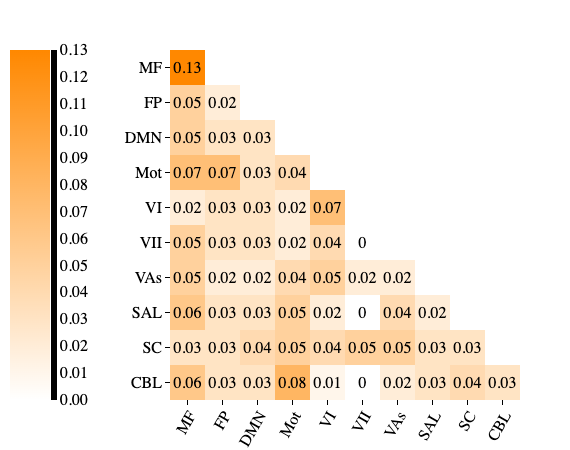 0.13
0.12
0.11
0.10
0.09
0.08
0.07
0.06
0.05
0.04
0.03
0.02
0.01
0.00
MF 0.13
FP 0.05 0.02
DMN 0.05 0.03 0.03
Mot 0.07 0.07 0.03 0.04
VI 0.02 0.03 0.03 0.02 0.07
VII 0.05 0.03 0.03 0.02 0.04 0
VAs 0.05 0.02 0.02 0.04 0.05 0.02 0.02
SAL 0.06 0.03 0.03 0.05 0.02 0 0.04 0.02
SC 0.03 0.03 0.04 0.05 0.04 0.05 0.05 0.03 0.03
CBL 0.06 0.03 0.03 0.08 0.01 0 0.02 0.03 0.04 0.03
MF FP DMN Mot VI VII VAs SAL SC CBL